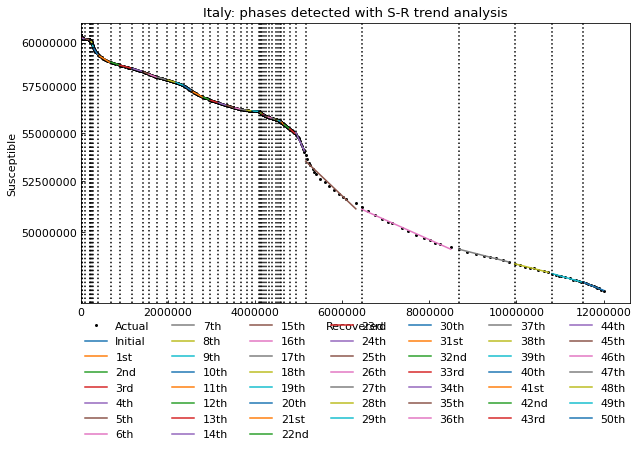 Italy: phases detected with S-R trend analysis
60000000
57500000
55000000
52500000
50000000
Susceptible
0 2000000 4000000 6000000 8000000 10000000 12000000
Recovered
Actual 7th 15th 23rd 30th 37th 44th
Initial 8th 16th 24th 31st 38th 45th
1st 9th 17th 25th 32nd 39th 46th
2nd 10th 18th 26th 33rd 40th 47th
3rd 11th 19th 27th 34th 41st 48th
4th 12th 20th 28th 35th 42nd 49th
5th 13th 21st 29th 36th 43rd 50th
6th 14th 22nd